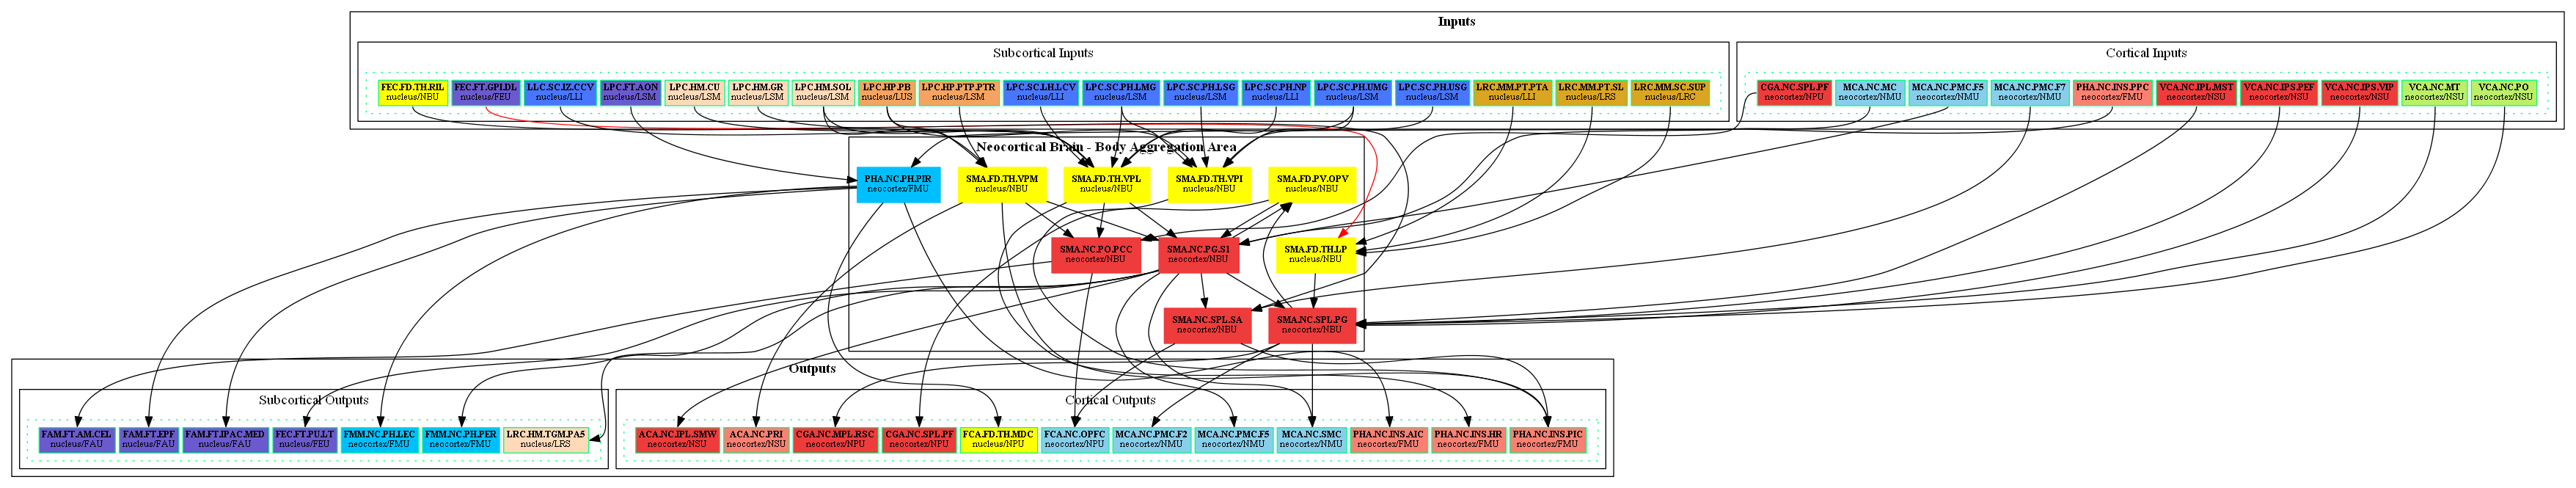 Inputs
Subcortical Inputs
Cortical Inputs
FEC.FD.TH.RIL
nucleus/NBU
FEC.FT.GPI.DL
nucleus/FEU
LLC.SC.IZ.CCV
nucleus/LLI
LPC.FT.AON
nucleus/LSM
LPC.HM.CU
nucleus/LSM
LPC.HM.GR
nucleus/LSM
LPC.HM.SOL
nucleus/LSM
LPC.HP.PB
nucleus/LUS
LPC.HP.PTP.PTR
nucleus/LSM
LPC.SC.LH.LCV
nucleus/LLI
LPC.SC.PH.LMG
nucleus/LSM
LPC.SC.PH.LSG
nucleus/LSM
LPC.SC.PH.NP
nucleus/LLI
LPC.SC.PH.UMG
nucleus/LSM
LPC.SC.PH.USG
nucleus/LSM
LRC.MM.PT.PTA
nucleus/LLI
LRC.MM.PT.SL
nucleus/LRS
LRC.MM.SC.SUP
nucleus/LRC
CGA.NC.SPL.PF
neocortex/NPU
MCA.NC.MC
neocortex/NMU
MCA.NC.PMC.F5
neocortex/NMU
MCA.NC.PMC.F7
neocortex/NMU
PHA.NC.INS.PPC
neocortex/FMU
VCA.NC.IPL.MST
neocortex/NSU
VCA.NC.IPS.PEF
neocortex/NSU
VCA.NC.IPS.VIP
neocortex/NSU
VCA.NC.MT
neocortex/NSU
VCA.NC.PO
neocortex/NSU
Neocortical Brain - Body Aggregation Area
PHA.NC.PH.PIR
neocortex/FMU
SMA.FD.TH.VPM
nucleus/NBU
SMA.FD.TH.VPL
nucleus/NBU
SMA.FD.TH.VPI
nucleus/NBU
SMA.FD.PV.OPV
nucleus/NBU
SMA.NC.PO.PCC
neocortex/NBU
SMA.NC.PG.S1
neocortex/NBU
SMA.FD.TH.LP
nucleus/NBU
SMA.NC.SPL.SA
neocortex/NBU
SMA.NC.SPL.PG
neocortex/NBU
Outputs
Subcortical Outputs
Cortical Outputs
FAM.FT.AM.CEL
nucleus/FAU
FAM.FT.EPF
nucleus/FAU
FAM.FT.IPAC.MED
nucleus/FAU
FEC.FT.PU.LT
nucleus/FEU
FMM.NC.PH.LEC
neocortex/FMU
FMM.NC.PH.PER
neocortex/FMU
LRC.HM.TGM.PA5
nucleus/LRS
ACA.NC.IPL.SMW
neocortex/NSU
ACA.NC.PRI
neocortex/NSU
CGA.NC.MPL.RSC
neocortex/NPU
CGA.NC.SPL.PF
neocortex/NPU
FCA.FD.TH.MDC
nucleus/NPU
FCA.NC.OPFC
neocortex/NPU
MCA.NC.PMC.F2
neocortex/NMU
MCA.NC.PMC.F5
neocortex/NMU
MCA.NC.SMC
neocortex/NMU
PHA.NC.INS.AIC
neocortex/FMU
PHA.NC.INS.HR
neocortex/FMU
PHA.NC.INS.PIC
neocortex/FMU